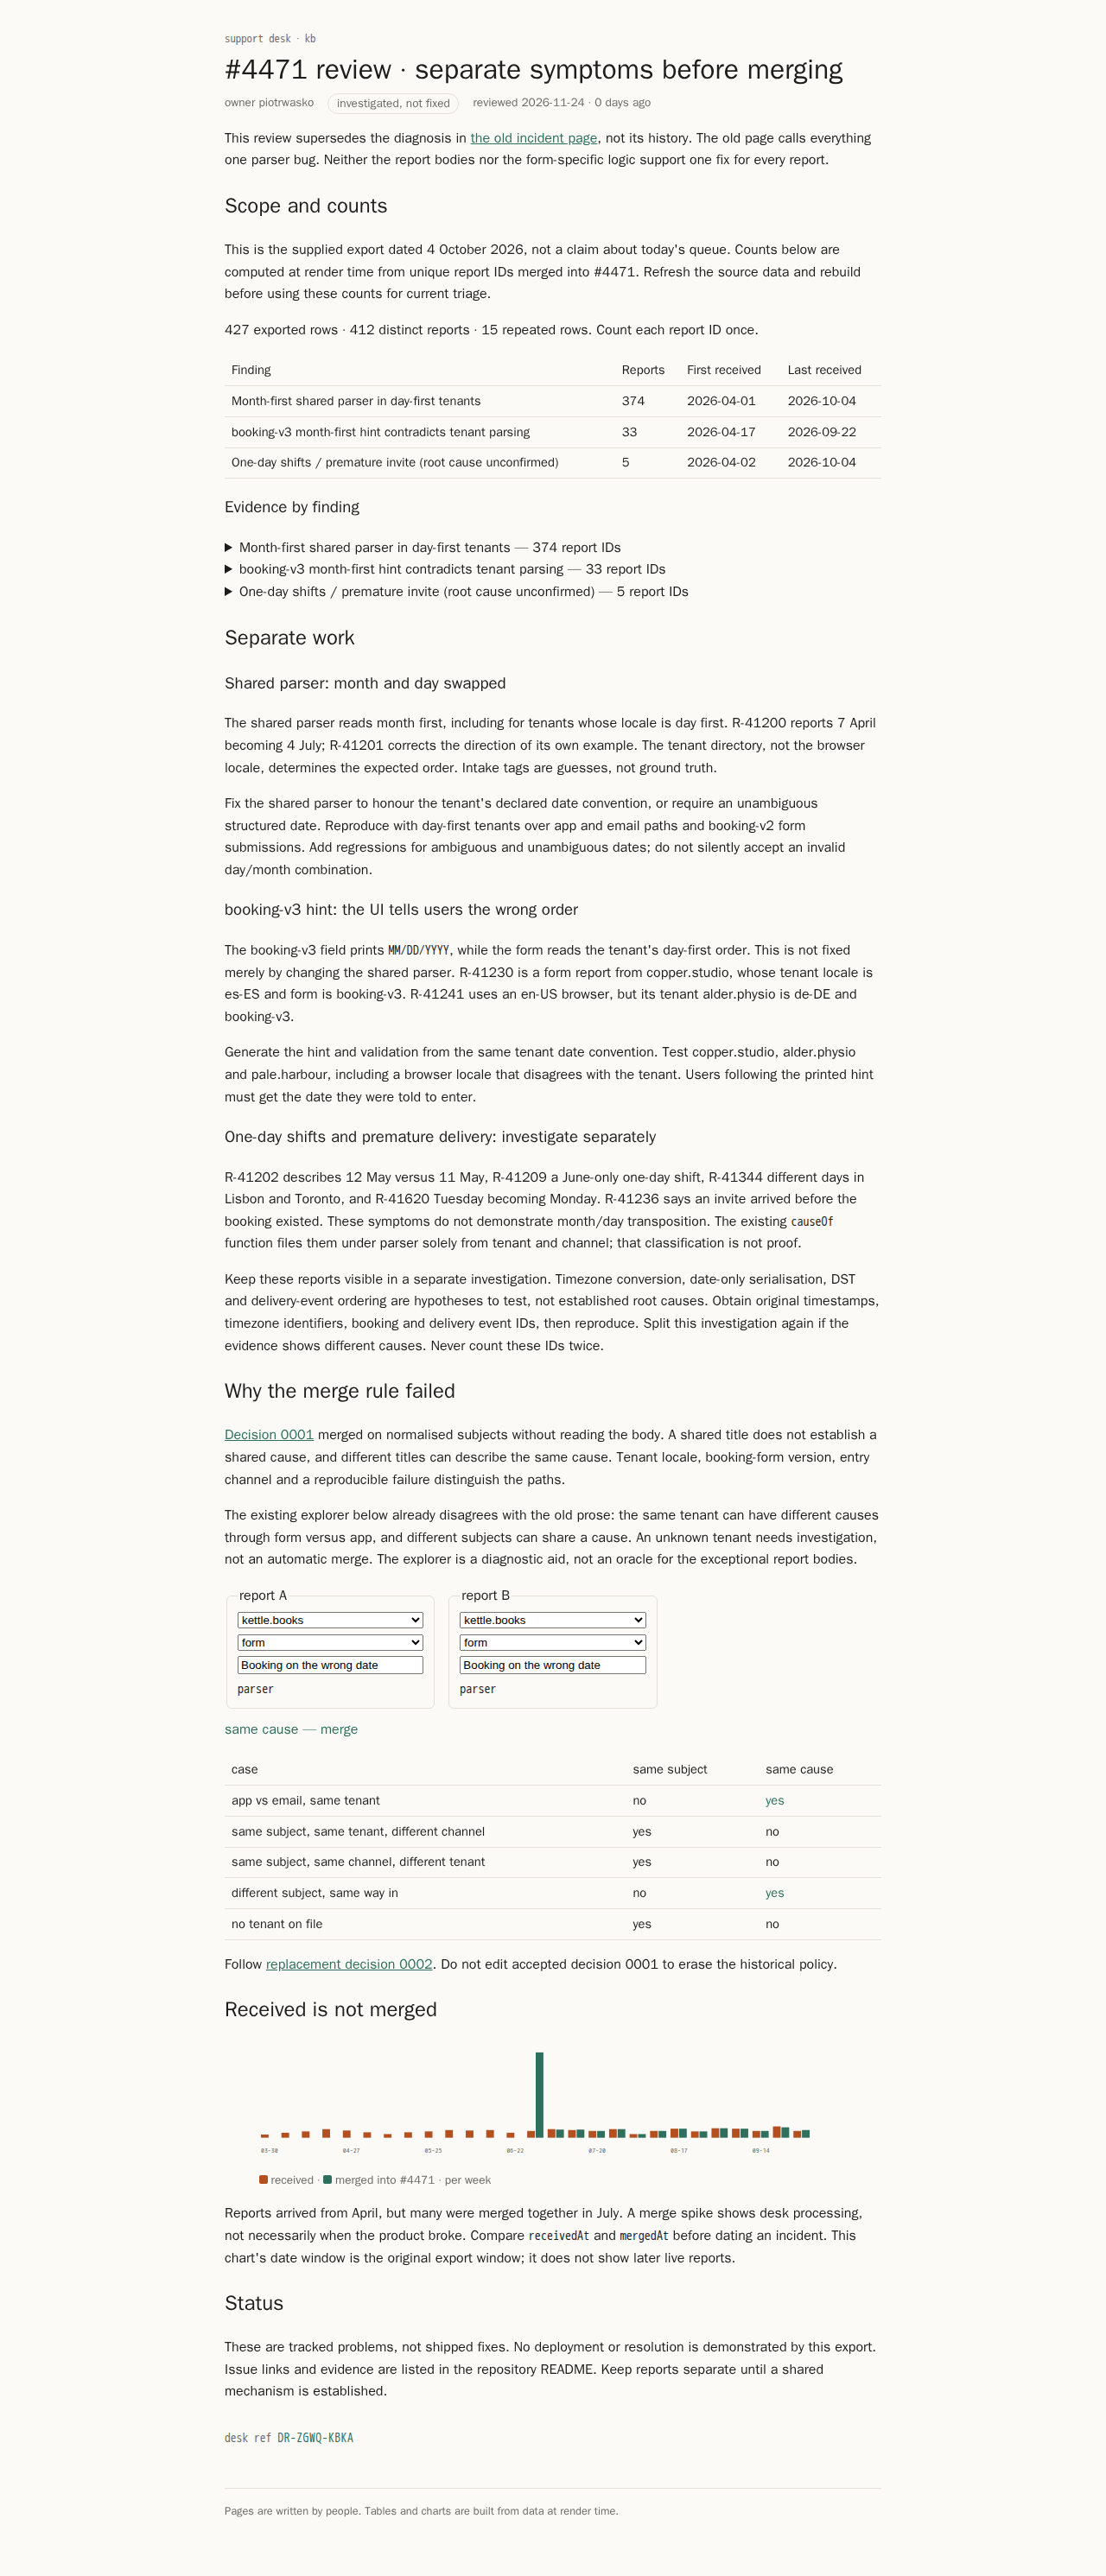 support desk · kb
#4471 review · separate symptoms before merging
owner piotrwasko investigated, not fixed reviewed 2026-11-24 · 0 days ago
This review supersedes the diagnosis in the old incident page, not its history. The old page calls everything
one parser bug. Neither the report bodies nor the form-specific logic support one fix for every report.
Scope and counts
This is the supplied export dated 4 October 2026, not a claim about today's queue. Counts below are
computed at render time from unique report IDs merged into #4471. Refresh the source data and rebuild
before using these counts for current triage.
427 exported rows · 412 distinct reports · 15 repeated rows. Count each report ID once.
Finding Reports First received Last received
Month-first shared parser in day-first tenants 374 2026-04-01 2026-10-04
booking-v3 month-first hint contradicts tenant parsing 33 2026-04-17 2026-09-22
One-day shifts / premature invite (root cause unconfirmed) 5 2026-04-02 2026-10-04
Evidence by finding
▶ Month-first shared parser in day-first tenants — 374 report IDs
▶ booking-v3 month-first hint contradicts tenant parsing — 33 report IDs
▶ One-day shifts / premature invite (root cause unconfirmed) — 5 report IDs
Separate work
Shared parser: month and day swapped
The shared parser reads month first, including for tenants whose locale is day first. R-41200 reports 7 April
becoming 4 July; R-41201 corrects the direction of its own example. The tenant directory, not the browser
locale, determines the expected order. Intake tags are guesses, not ground truth.
Fix the shared parser to honour the tenant's declared date convention, or require an unambiguous
structured date. Reproduce with day-first tenants over app and email paths and booking-v2 form
submissions. Add regressions for ambiguous and unambiguous dates; do not silently accept an invalid
day/month combination.
booking-v3 hint: the UI tells users the wrong order
The booking-v3 field prints MM/DD/YYYY, while the form reads the tenant's day-first order. This is not fixed
merely by changing the shared parser. R-41230 is a form report from copper.studio, whose tenant locale is
es-ES and form is booking-v3. R-41241 uses an en-US browser, but its tenant alder.physio is de-DE and
booking-v3.
Generate the hint and validation from the same tenant date convention. Test copper.studio, alder.physio
and pale.harbour, including a browser locale that disagrees with the tenant. Users following the printed hint
must get the date they were told to enter.
One-day shifts and premature delivery: investigate separately
R-41202 describes 12 May versus 11 May, R-41209 a June-only one-day shift, R-41344 different days in
Lisbon and Toronto, and R-41620 Tuesday becoming Monday. R-41236 says an invite arrived before the
booking existed. These symptoms do not demonstrate month/day transposition. The existing causeOf
function files them under parser solely from tenant and channel; that classification is not proof.
Keep these reports visible in a separate investigation. Timezone conversion, date-only serialisation, DST
and delivery-event ordering are hypotheses to test, not established root causes. Obtain original timestamps,
timezone identifiers, booking and delivery event IDs, then reproduce. Split this investigation again if the
evidence shows different causes. Never count these IDs twice.
Why the merge rule failed
Decision 0001 merged on normalised subjects without reading the body. A shared title does not establish a
shared cause, and different titles can describe the same cause. Tenant locale, booking-form version, entry
channel and a reproducible failure distinguish the paths.
The existing explorer below already disagrees with the old prose: the same tenant can have different causes
through form versus app, and different subjects can share a cause. An unknown tenant needs investigation,
not an automatic merge. The explorer is a diagnostic aid, not an oracle for the exceptional report bodies.
report A report B
kettle.books kettle.books
form form
Booking on the wrong date Booking on the wrong date
parser parser
same cause — merge
case same subject same cause
app vs email, same tenant no yes
same subject, same tenant, different channel yes no
same subject, same channel, different tenant yes no
different subject, same way in no yes
no tenant on file yes no
Follow replacement decision 0002. Do not edit accepted decision 0001 to erase the historical policy.
Received is not merged
03-30 04-27 05-25 06-22 07-20 08-17 09-14
received · merged into #4471 · per week
Reports arrived from April, but many were merged together in July. A merge spike shows desk processing,
not necessarily when the product broke. Compare receivedAt and mergedAt before dating an incident. This
chart's date window is the original export window; it does not show later live reports.
Status
These are tracked problems, not shipped fixes. No deployment or resolution is demonstrated by this export.
Issue links and evidence are listed in the repository README. Keep reports separate until a shared
mechanism is established.
desk ref DR-ZGWQ-KBKA
Pages are written by people. Tables and charts are built from data at render time.